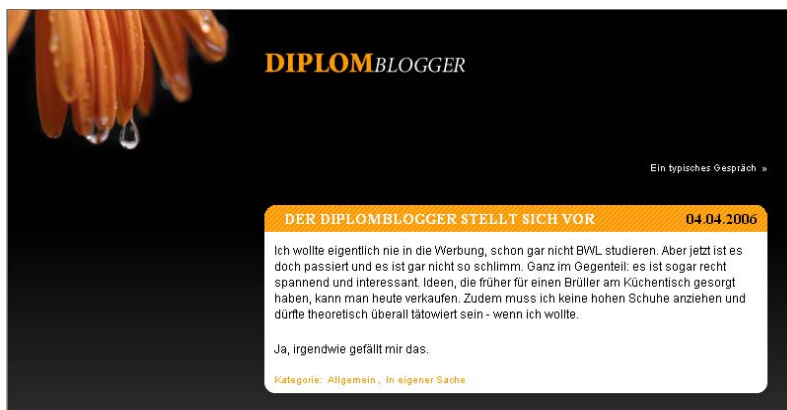 DIPLOMBLOGGER
Ein typisches Gespräch »
DER DIPLOMBLOGGER STELLT SICH VOR 04.04.2006
Ich wollte eigentlich nie in die Werbung, schon gar nicht BWL studieren. Aber jetzt ist es
doch passiert und es ist gar nicht so schlimm. Ganz im Gegenteil: es ist sogar recht
spannend und interessant. Ideen, die früher für einen Brüller am Küchentisch gesorgt
haben, kann man heute verkaufen. Zudem muss ich keine hohen Schuhe anziehen und
dürfte theoretisch überall tätowiert sein - wenn ich wollte.
Ja, irgendwie gefällt mir das.
Kategorie: Allgemein , In eigener Sache